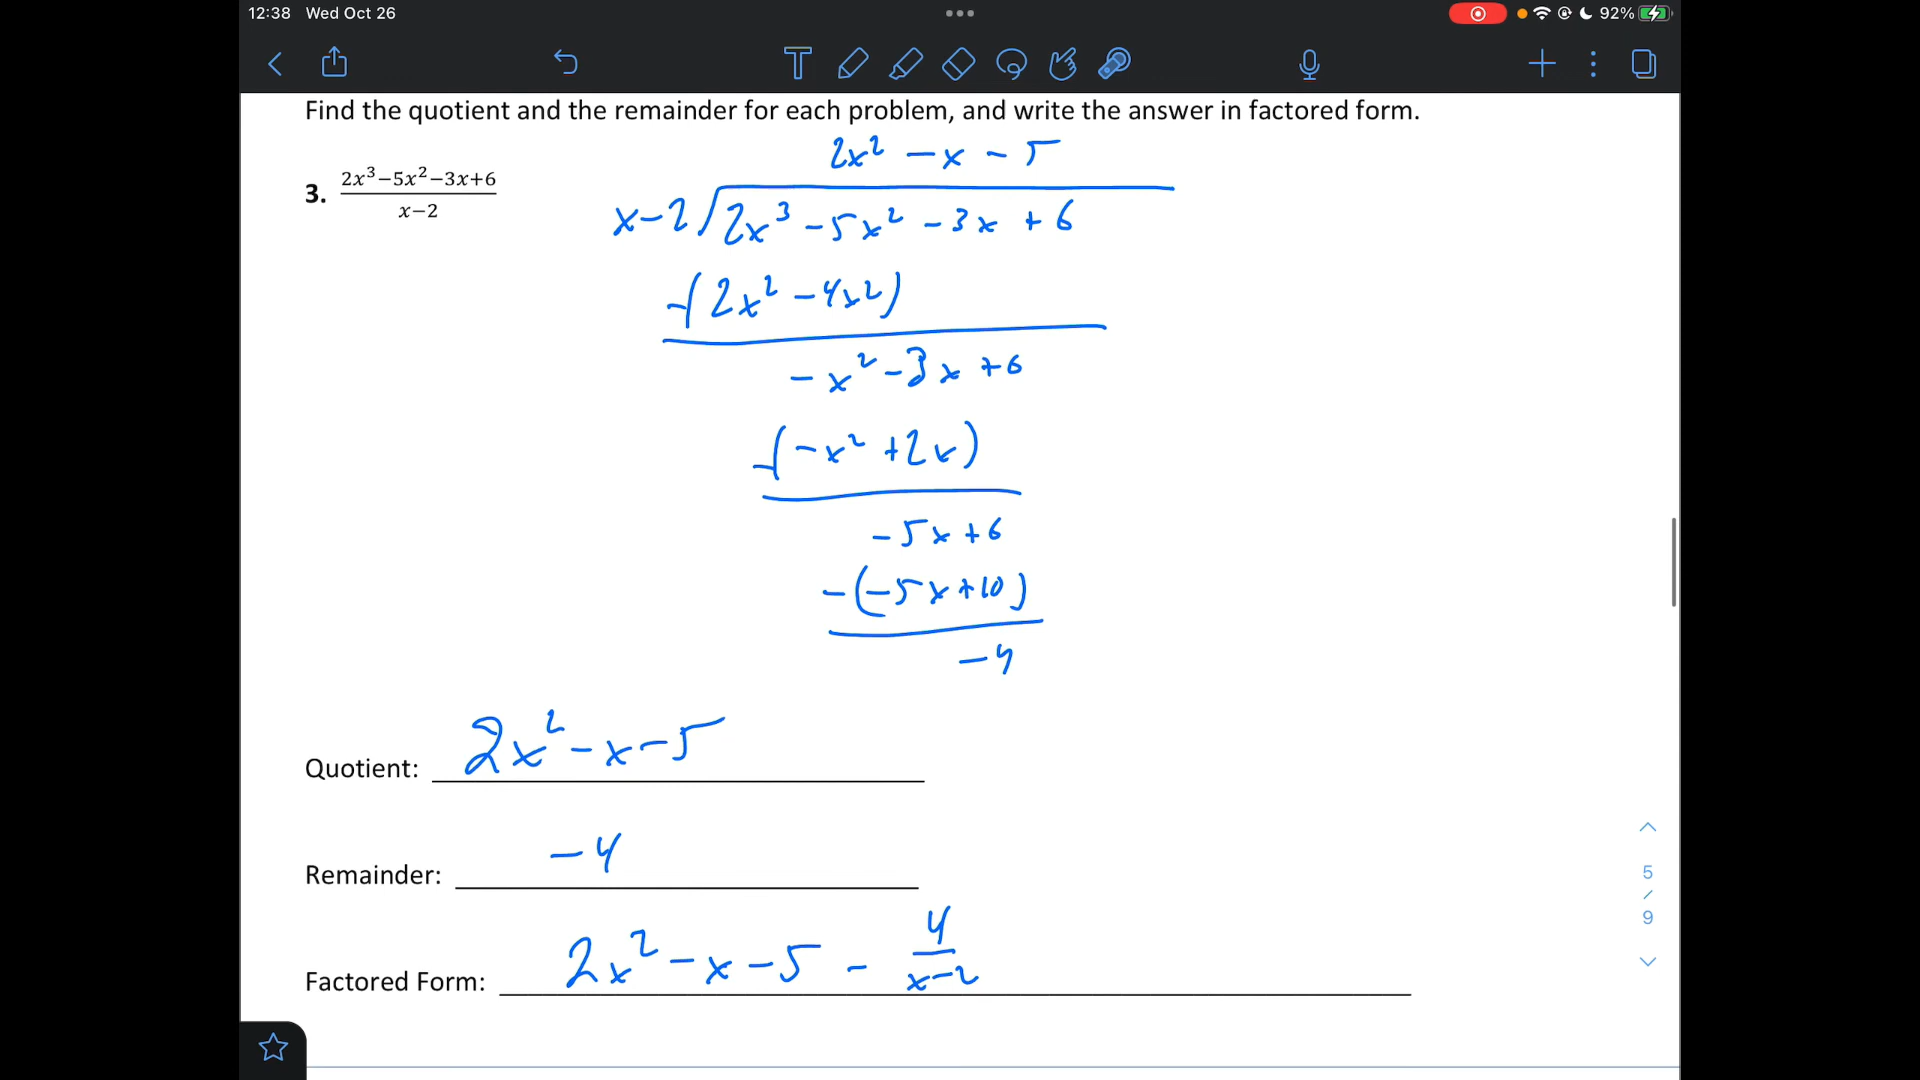 12:38 Wed Oct 26
92%
T
Find the quotient and the remainder for each problem, and write the answer in factored form.
2x² - x - 5
3. (2x³−5x²−3x+6)/(x−2)
x-2 2x³ - 5x² - 3x + 6
-(2x² - 4x²)
- x² - 3x + 6
-(-x² + 2x)
- 5x + 6
-(-5x + 10)
-4
Quotient: 2x² - x - 5
Remainder: -4
Factored Form: 2x² - x - 5 - 4/(x-2)
5
/
9